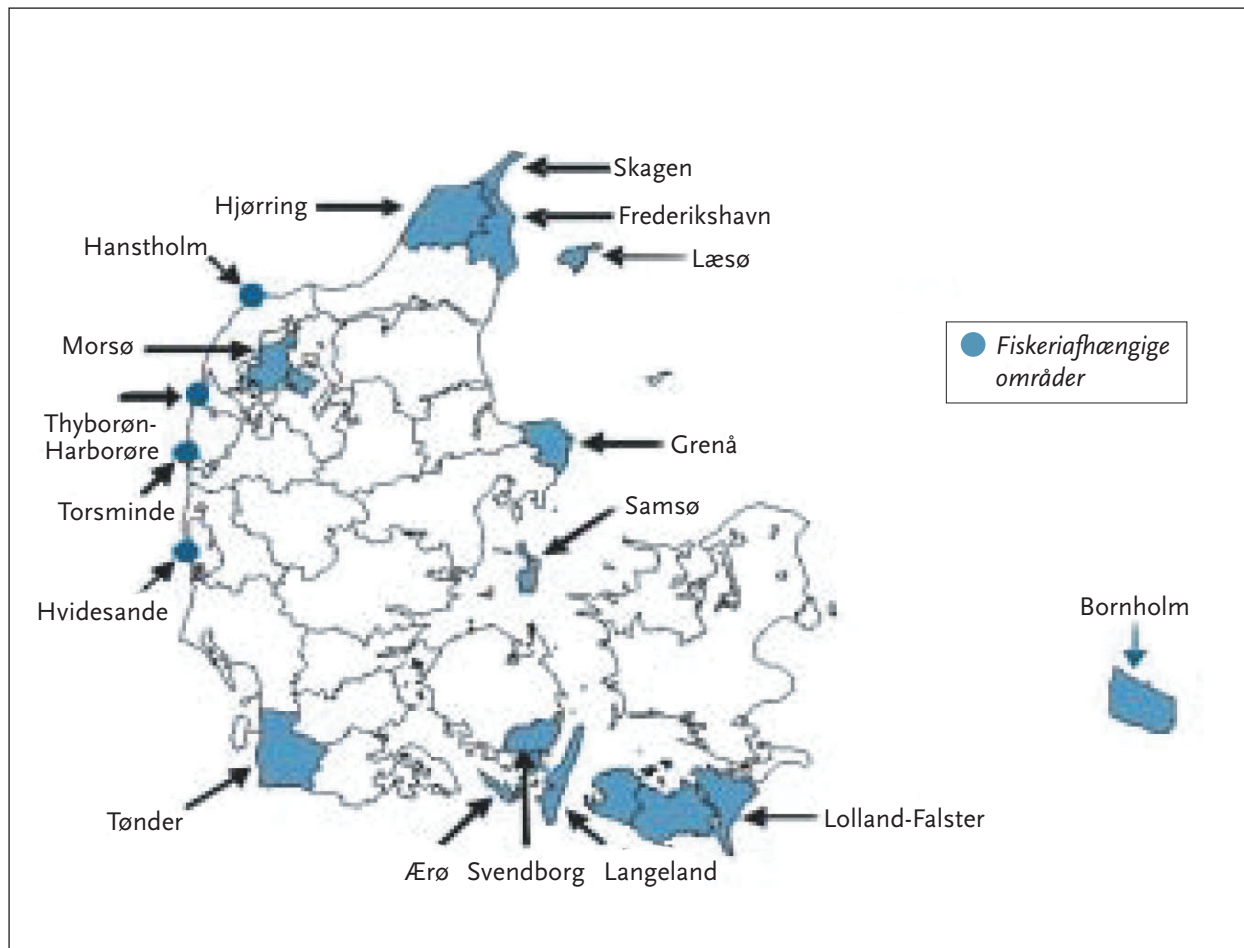 Skagen
Hjørring
Frederikshavn
Hanstholm
Læsø
Morsø
Fiskeriafhængige
områder
Thyborøn-
Harborøre
Grenå
Torsminde
Samsø
Hvidesande
Bornholm
Tønder
Lolland-Falster
Ærø
Svendborg
Langeland